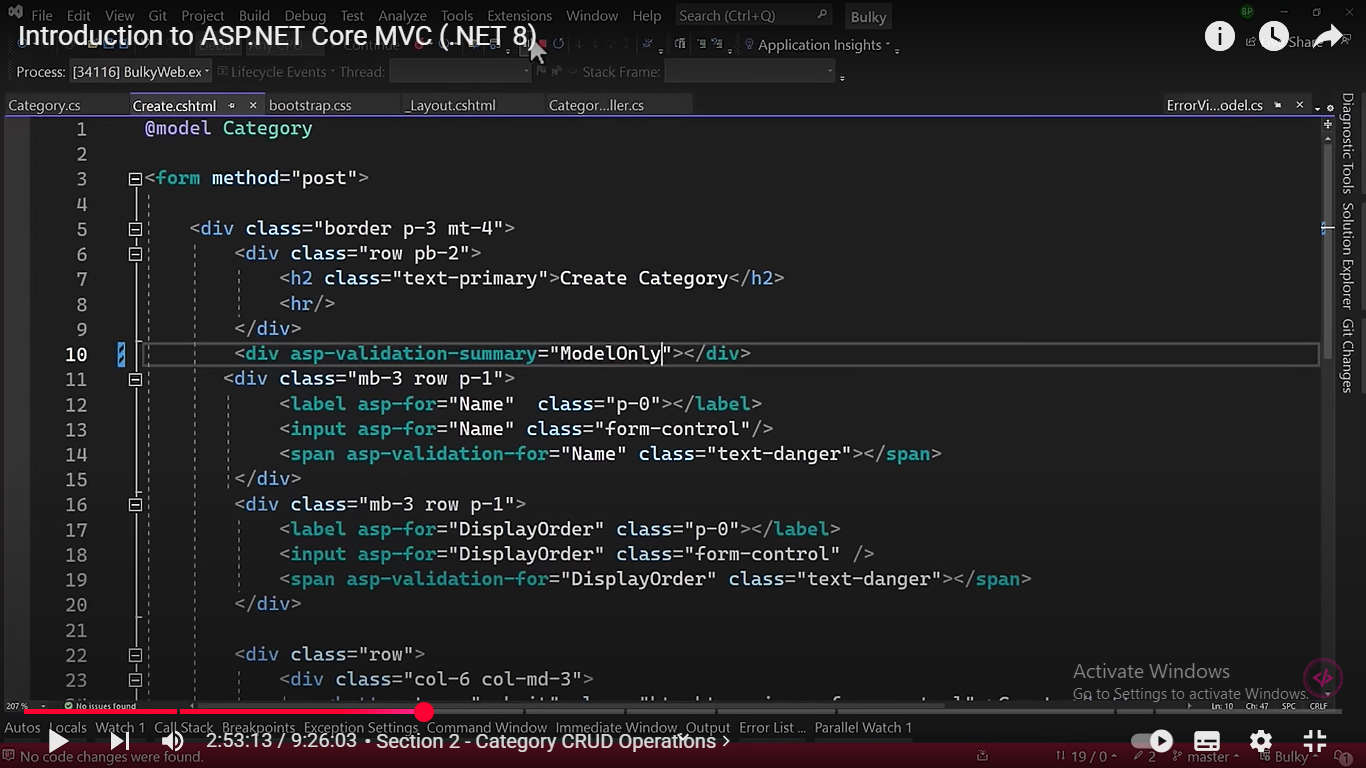 File Edit View Git Project Build Debug Test Analyze Tools Extensions Window Help Search (Ctrl+Q) Bulky BP
Introduction to ASP.NET Core MVC (.NET 8)
Application Insights Share
Process: [34116] BulkyWeb.ex Lifecycle Events Thread: Stack Frame:
Category.cs Create.cshtml bootstrap.css _Layout.cshtml Categor...ller.cs ErrorVi...odel.cs
1 @model Category
2
3 <form method="post">
4
5 <div class="border p-3 mt-4">
6 <div class="row pb-2">
7 <h2 class="text-primary">Create Category</h2>
8 <hr/>
9 </div>
10 <div asp-validation-summary="ModelOnly"></div>
11 <div class="mb-3 row p-1">
12 <label asp-for="Name" class="p-0"></label>
13 <input asp-for="Name" class="form-control"/>
14 <span asp-validation-for="Name" class="text-danger"></span>
15 </div>
16 <div class="mb-3 row p-1">
17 <label asp-for="DisplayOrder" class="p-0"></label>
18 <input asp-for="DisplayOrder" class="form-control" />
19 <span asp-validation-for="DisplayOrder" class="text-danger"></span>
20 </div>
21
22 <div class="row">
23 <div class="col-6 col-md-3">
Diagnostic Tools
Solution Explorer
Git Changes
Activate Windows
Go to Settings to activate Windows.
207 % No issues found Ln: 10 Ch: 47 SPC CRLF
Autos Locals Watch 1 Call Stack Breakpoints Exception Settings Command Window Immediate Window Output Error List ... Parallel Watch 1
2:53:13 / 9:26:03 • Section 2 - Category CRUD Operations >
No code changes were found. 19 / 0 2 master Bulky 1